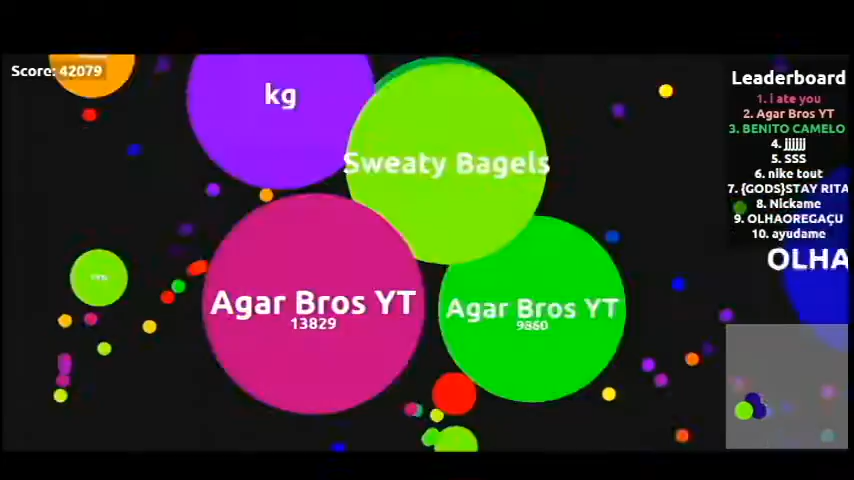 Score: 42079
kg
Sweaty Bagels
Agar Bros YT
13829
Agar Bros YT
9860
Leaderboard
1. i ate you
2. Agar Bros YT
3. BENITO CAMELO
4. jjjjjj
5. SSS
6. nike tout
7. {GODS}STAY RITA
8. Nickame
9. OLHAOREGAÇU
10. ayudame
OLHA